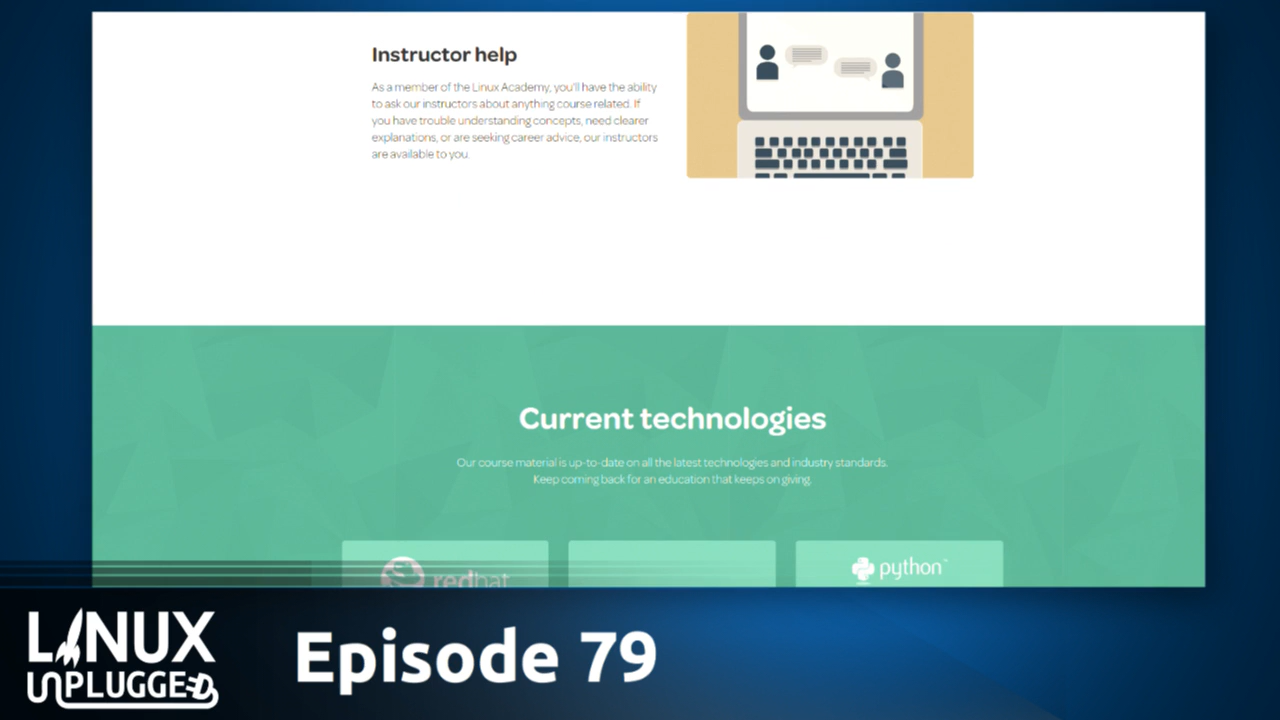 Instructor help
As a member of the Linux Academy, you'll have the ability
to ask our instructors about anything course related. If
you have trouble understanding concepts, need clearer
explanations, or are seeking career advice, our instructors
are available to you.
Current technologies
Our course material is up-to-date on all the latest technologies and industry standards.
Keep coming back for an education that keeps on giving.
redhat
python™
LINUX
UNPLUGGED
Episode 79